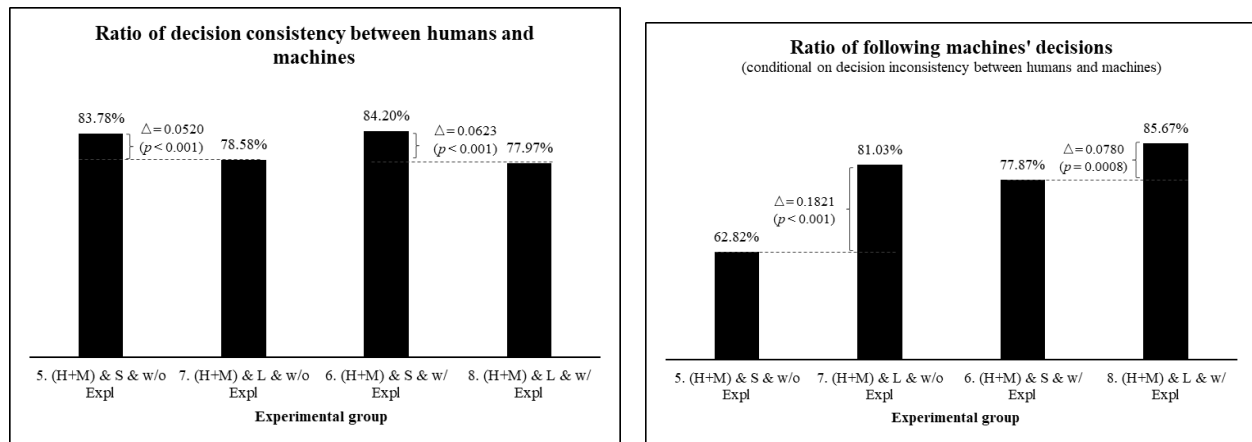 Ratio of decision consistency between humans and
machines
83.78%
△=0.0520
(p<0.001)
78.58%
84.20%
△=0.0623
(p<0.001)
77.97%
5. (H+M) & S & w/o
Expl
7. (H+M) & L & w/o
Expl
6. (H+M) & S & w/
Expl
8. (H+M) & L & w/
Expl
Experimental group
Ratio of following machines' decisions
(conditional on decision inconsistency between humans and machines)
62.82%
△=0.1821
(p<0.001)
81.03%
77.87%
△=0.0780
(p=0.0008)
85.67%
5. (H+M) & S & w/o
Expl
7. (H+M) & L & w/o
Expl
6. (H+M) & S & w/
Expl
8. (H+M) & L & w/
Expl
Experimental group